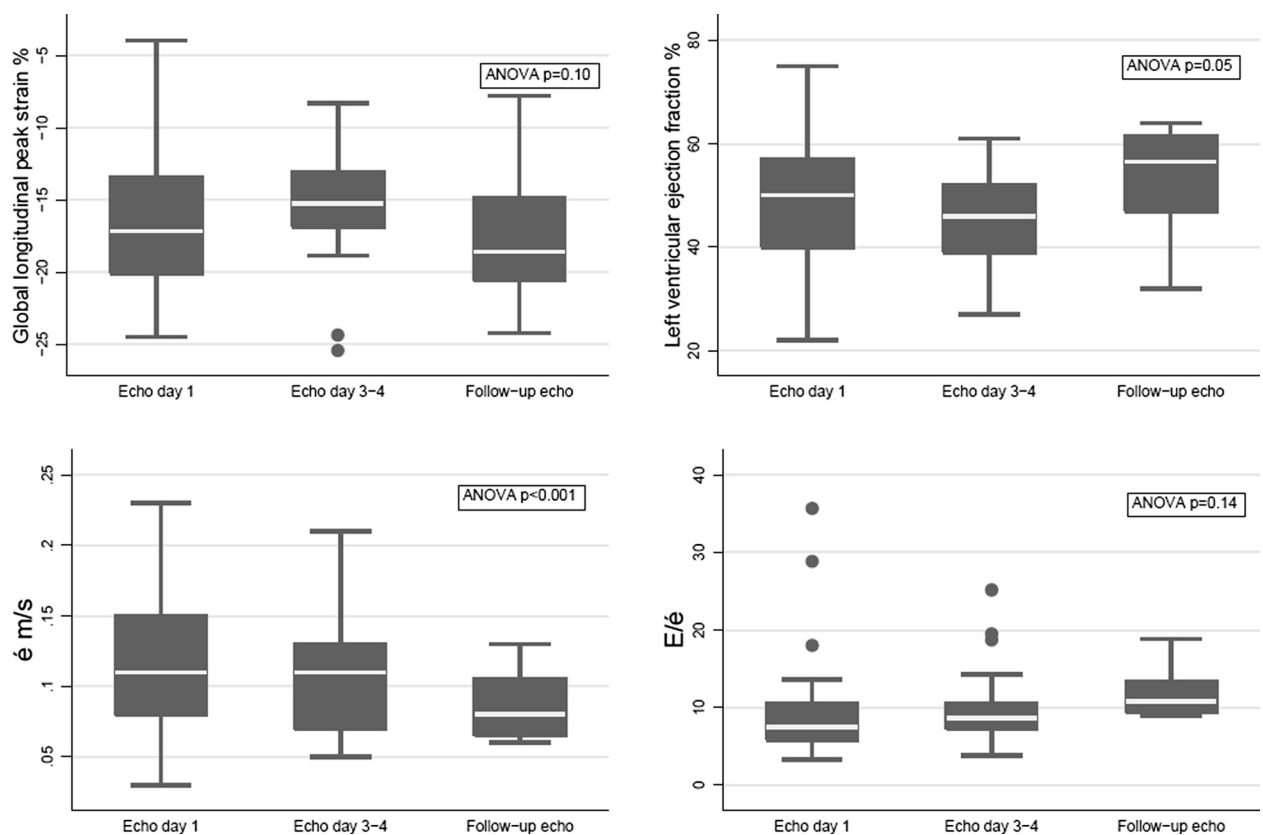 Global longitudinal peak strain %
-5
-10
-15
-20
-25
ANOVA p=0.10
Echo day 1
Echo day 3-4
Follow-up echo
Left ventricular ejection fraction %
80
60
40
20
ANOVA p=0.05
Echo day 1
Echo day 3-4
Follow-up echo
é m/s
.25
.2
.15
.1
.05
ANOVA p<0.001
Echo day 1
Echo day 3-4
Follow-up echo
E/é
40
30
20
10
0
ANOVA p=0.14
Echo day 1
Echo day 3-4
Follow-up echo